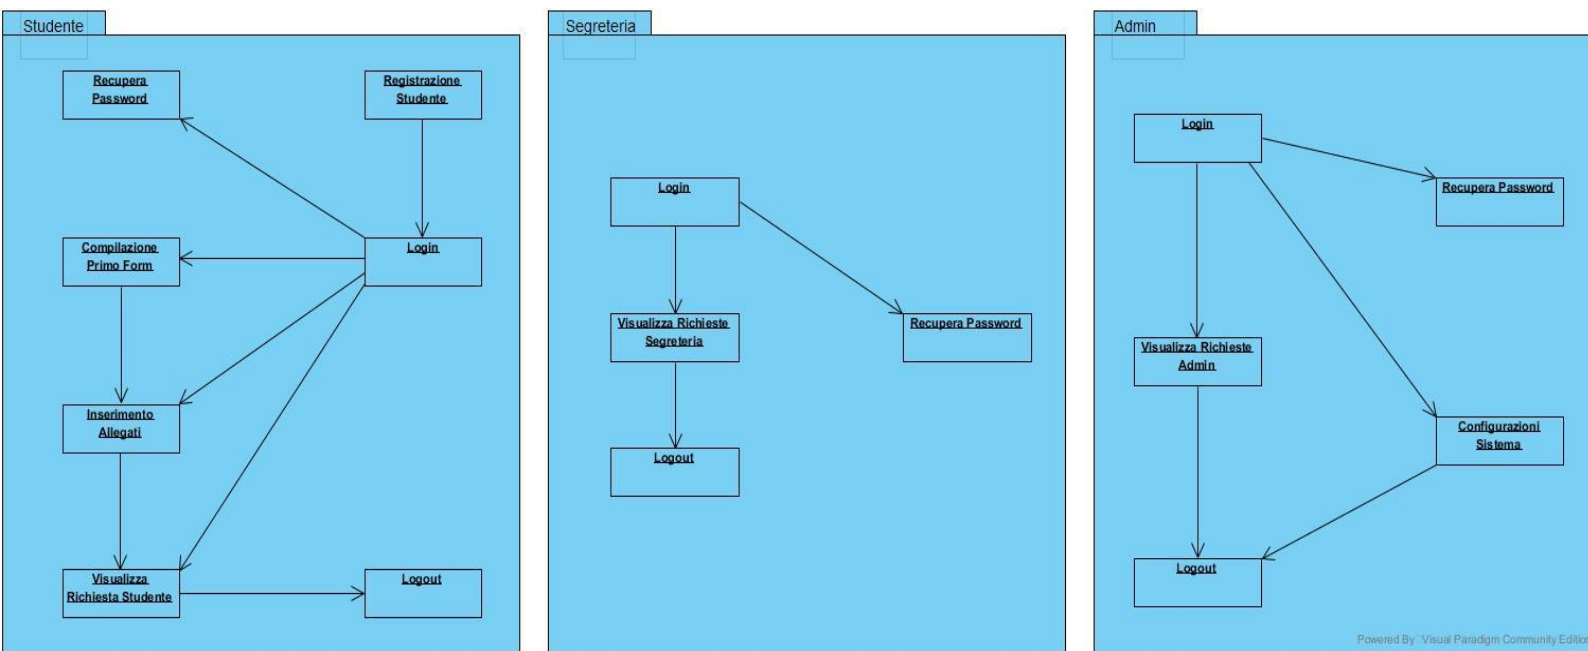 Studente
Recupera
Password
Registrazione
Studente
Compilazione
Primo Form
Login
Inserimento
Allegati
Visualizza
Richiesta Studente
Logout
Segreteria
Login
Visualizza Richieste
Segreteria
Recupera Password
Logout
Admin
Login
Recupera Password
Visualizza Richieste
Admin
Configurazioni
Sistema
Logout
Powered By Visual Paradigm Community Edition